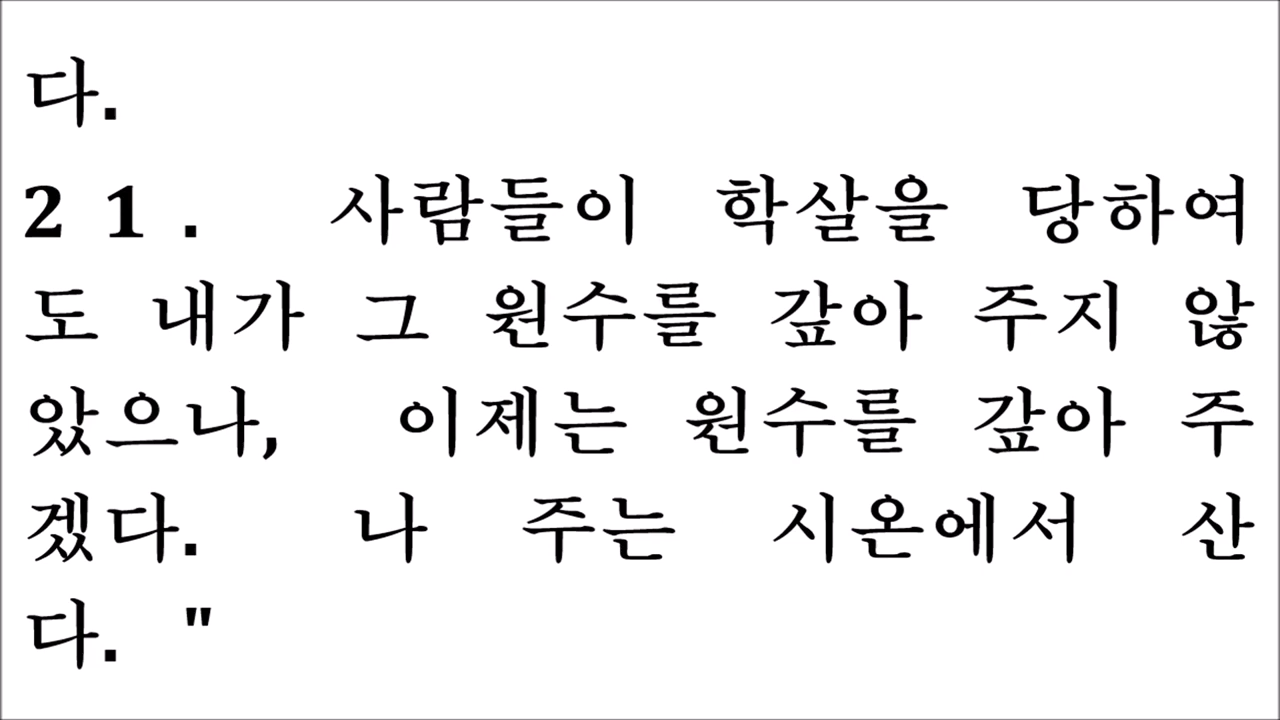 다.
21. 사람들이 학살을 당하여
도 내가 그 원수를 갚아 주지 않
았으나, 이제는 원수를 갚아 주
겠다. 나 주는 시온에서 산
다. "